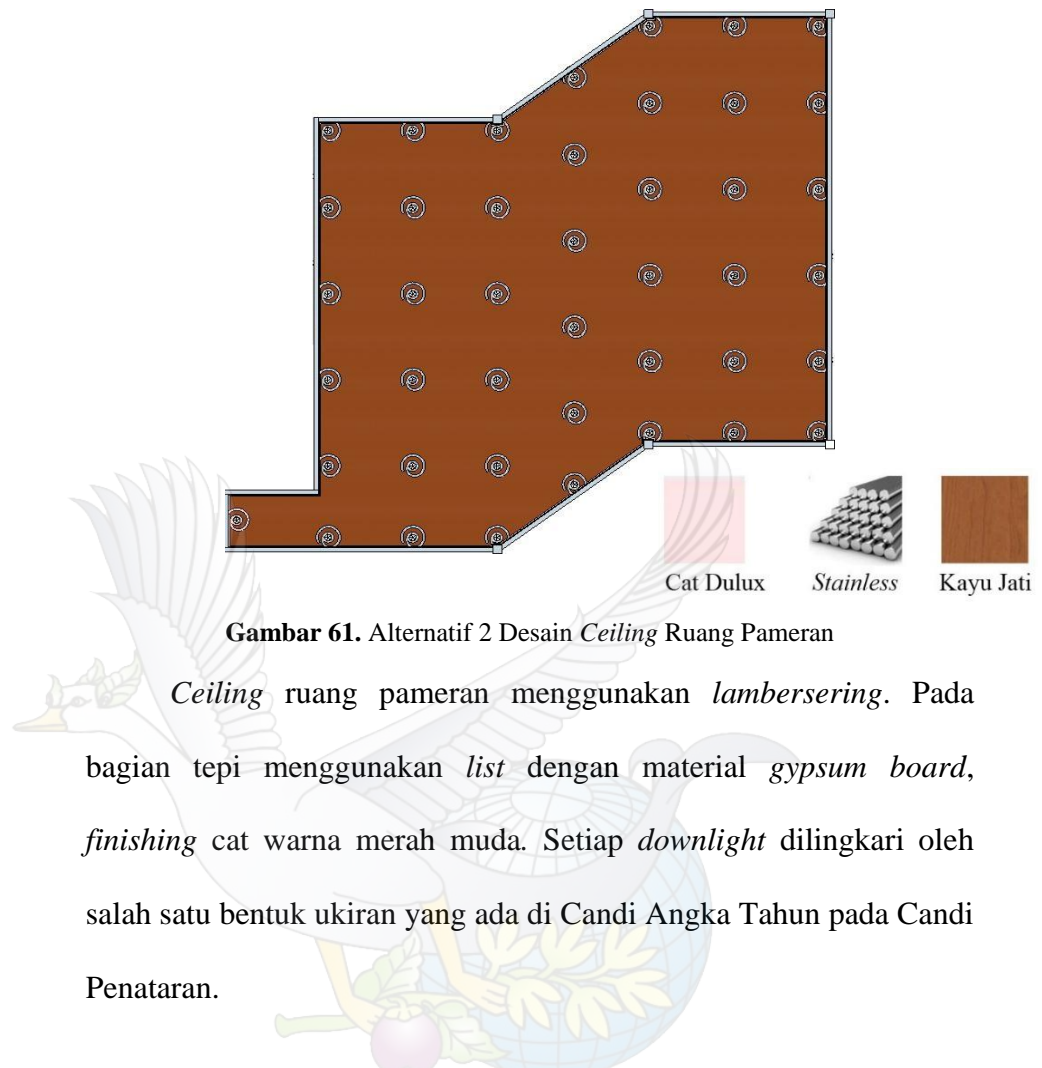 Cat Dulux Stainless Kayu Jati
Gambar 61. Alternatif 2 Desain Ceiling Ruang Pameran
Ceiling ruang pameran menggunakan lambersering. Pada
bagian tepi menggunakan list dengan material gypsum board,
finishing cat warna merah muda. Setiap downlight dilingkari oleh
salah satu bentuk ukiran yang ada di Candi Angka Tahun pada Candi
Penataran.